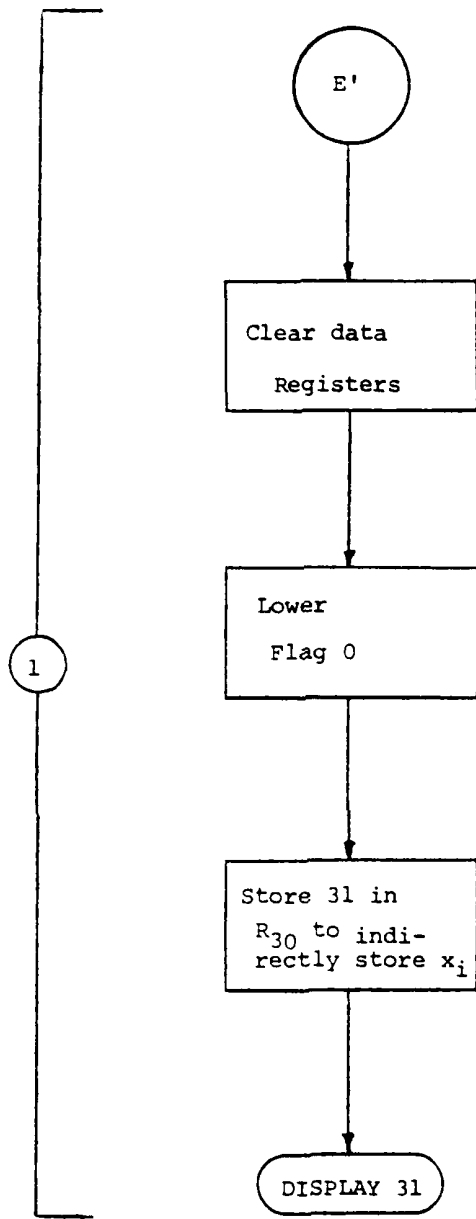 E'
Clear data
Registers
Lower
Flag 0
1
Store 31 in
R30 to indi-
rectly store xi
DISPLAY 31